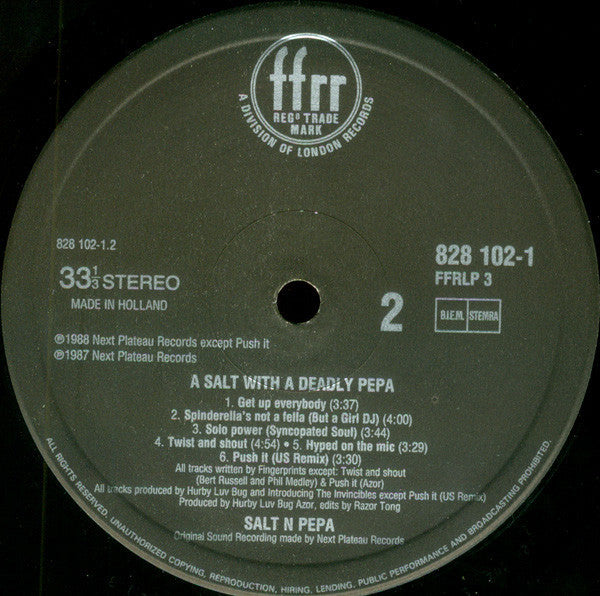 ffrr
REGD TRADE
MARK
A DIVISION OF LONDON RECORDS
828 102-1.2
33⅓ STEREO
MADE IN HOLLAND
828 102-1
FFRLP 3
2
B.I.E.M. STEMRA
℗1988 Next Plateau Records except Push it
℗1987 Next Plateau Records
A SALT WITH A DEADLY PEPA
1. Get up everybody (3:37)
2. Spinderella's not a fella (But a Girl DJ) (4:00)
3. Solo power (Syncopated Soul) (3:44)
4. Twist and shout (4:54) • 5. Hyped on the mic (3:29)
6. Push it (US Remix) (3:30)
All tracks written by Fingerprints except: Twist and shout
(Bert Russell and Phil Medley) & Push it (Azor)
All tracks produced by Hurby Luv Bug and Introducing The Invincibles except Push it (US Remix)
Produced by Hurby Luv Bug Azor, edits by Razor Tong
SALT N PEPA
Original Sound Recording made by Next Plateau Records
ALL RIGHTS RESERVED. UNAUTHORIZED COPYING, REPRODUCTION, HIRING, LENDING, PUBLIC PERFORMANCE AND BROADCASTING PROHIBITED.